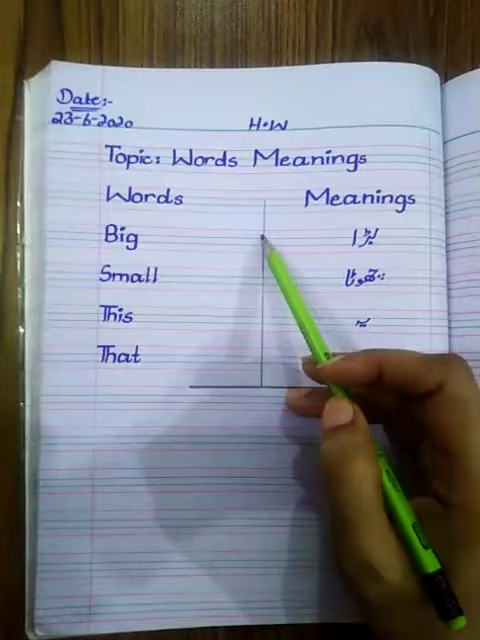 Date:-
23-6-2020
H.W
Topic: Words Meanings
Words Meanings
Big بڑا
Small چھوٹا
This یہ
That